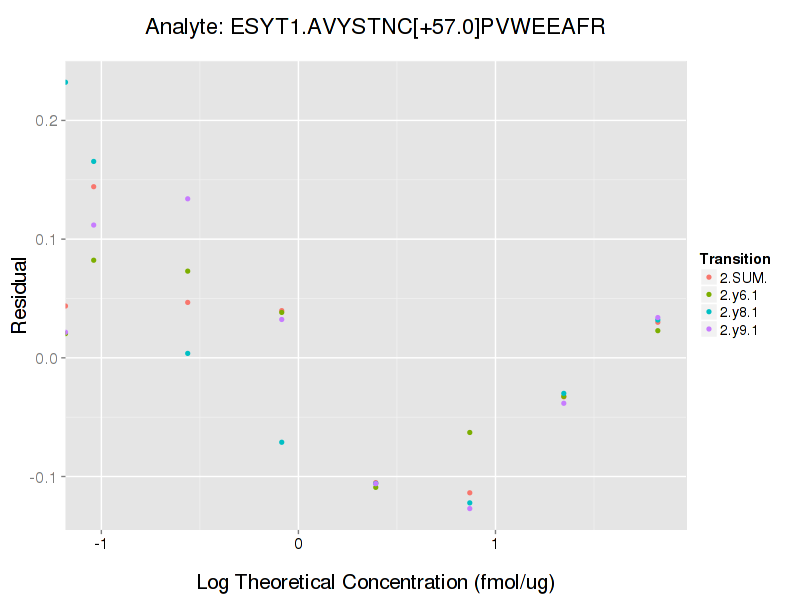 Analyte: ESYT1.AVYSTNC[+57.0]PVWEEAFR
0.2
0.1
0.0
-0.1
Residual
-1
0
1
Log Theoretical Concentration (fmol/ug)
Transition
2.SUM.
2.y6.1
2.y8.1
2.y9.1